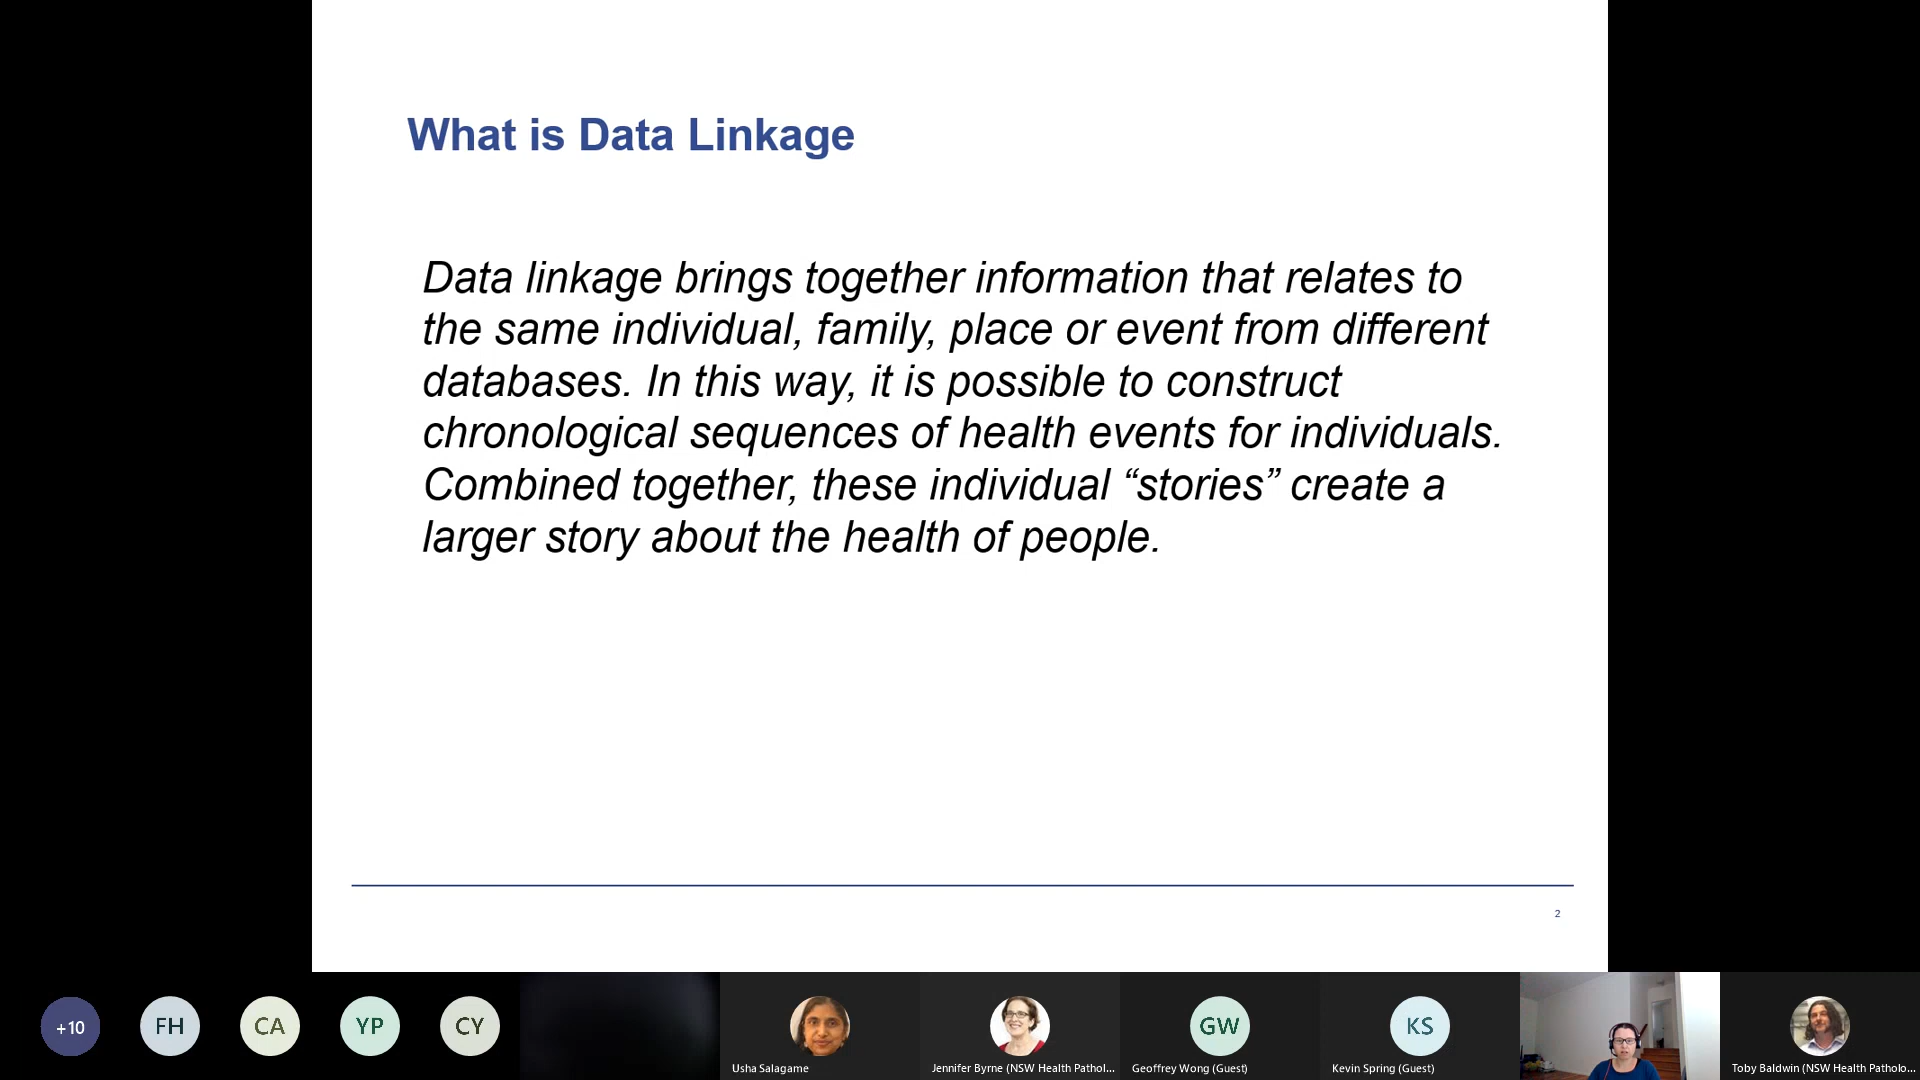 What is Data Linkage
Data linkage brings together information that relates to
the same individual, family, place or event from different
databases. In this way, it is possible to construct
chronological sequences of health events for individuals.
Combined together, these individual “stories” create a
larger story about the health of people.
2
+10
FH
CA
YP
CY
GW
KS
Usha Salagame
Jennifer Byrne (NSW Health Pathol...
Geoffrey Wong (Guest)
Kevin Spring (Guest)
Toby Baldwin (NSW Health Patholo...